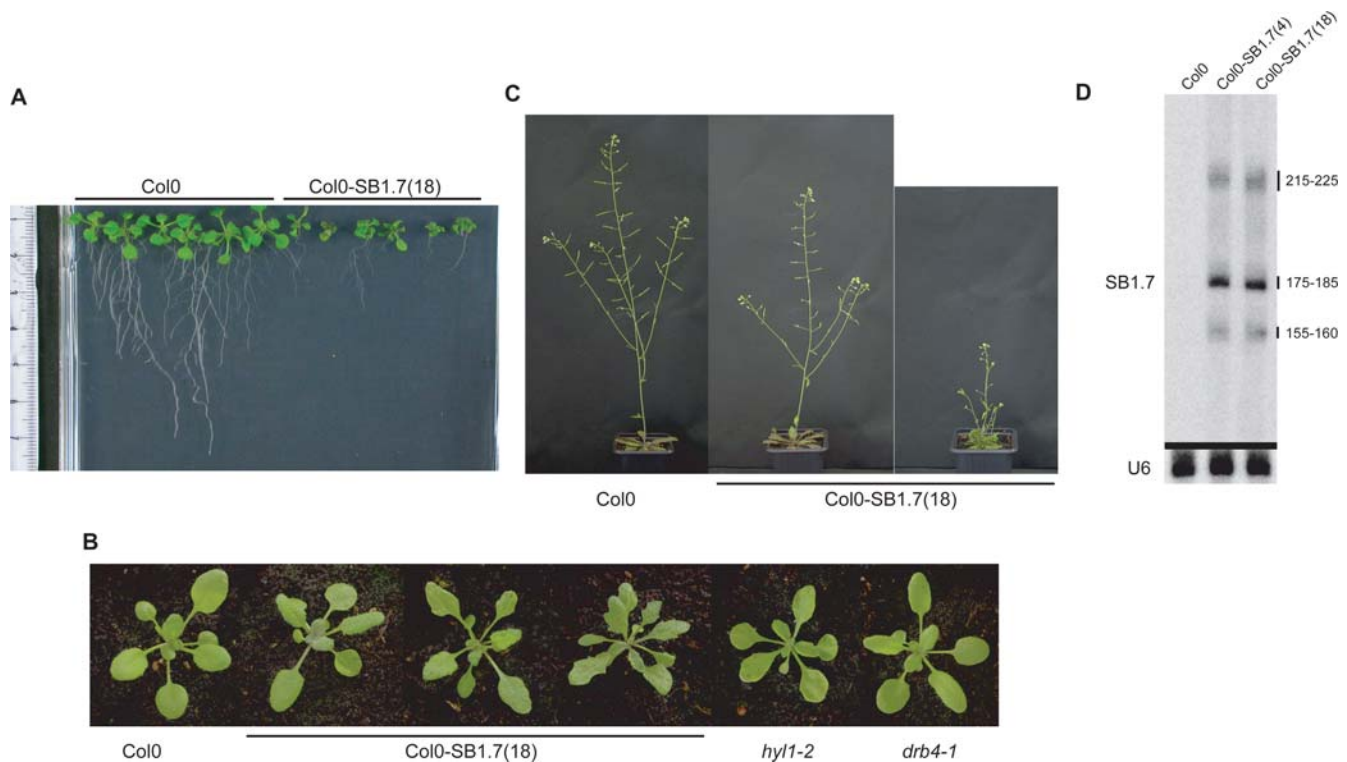 A
Col0 Col0-SB1.7(18)
C
Col0 Col0-SB1.7(18)
D
Col0 Col0-SB1.7(4) Col0-SB1.7(18)
215-225
SB1.7 175-185
155-160
U6
B
Col0 Col0-SB1.7(18) hyl1-2 drb4-1